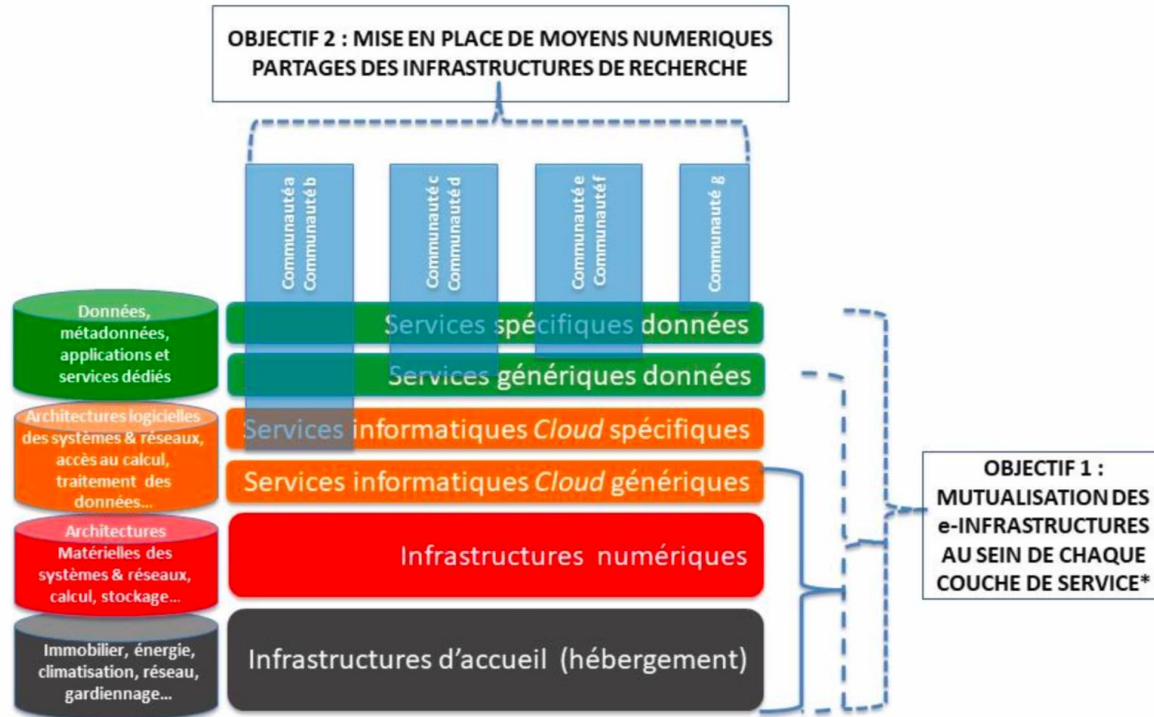 OBJECTIF 2 : MISE EN PLACE DE MOYENS NUMERIQUES
PARTAGES DES INFRASTRUCTURES DE RECHERCHE
Communauté a
Communauté b
Communauté c
Communauté d
Communauté e
Communauté f
Communauté g
Données,
métadonnées,
applications et
services dédiés
Services spécifiques données
Services génériques données
Architectures logicielles
des systèmes & réseaux,
accès au calcul,
traitement des
données...
Services informatiques Cloud spécifiques
Services informatiques Cloud génériques
Architectures
Matérielles des
systèmes & réseaux,
calcul, stockage...
Infrastructures numériques
Immobilier, énergie,
climatisation, réseau,
gardiennage...
Infrastructures d'accueil (hébergement)
OBJECTIF 1 :
MUTUALISATION DES
e-INFRASTRUCTURES
AU SEIN DE CHAQUE
COUCHE DE SERVICE*